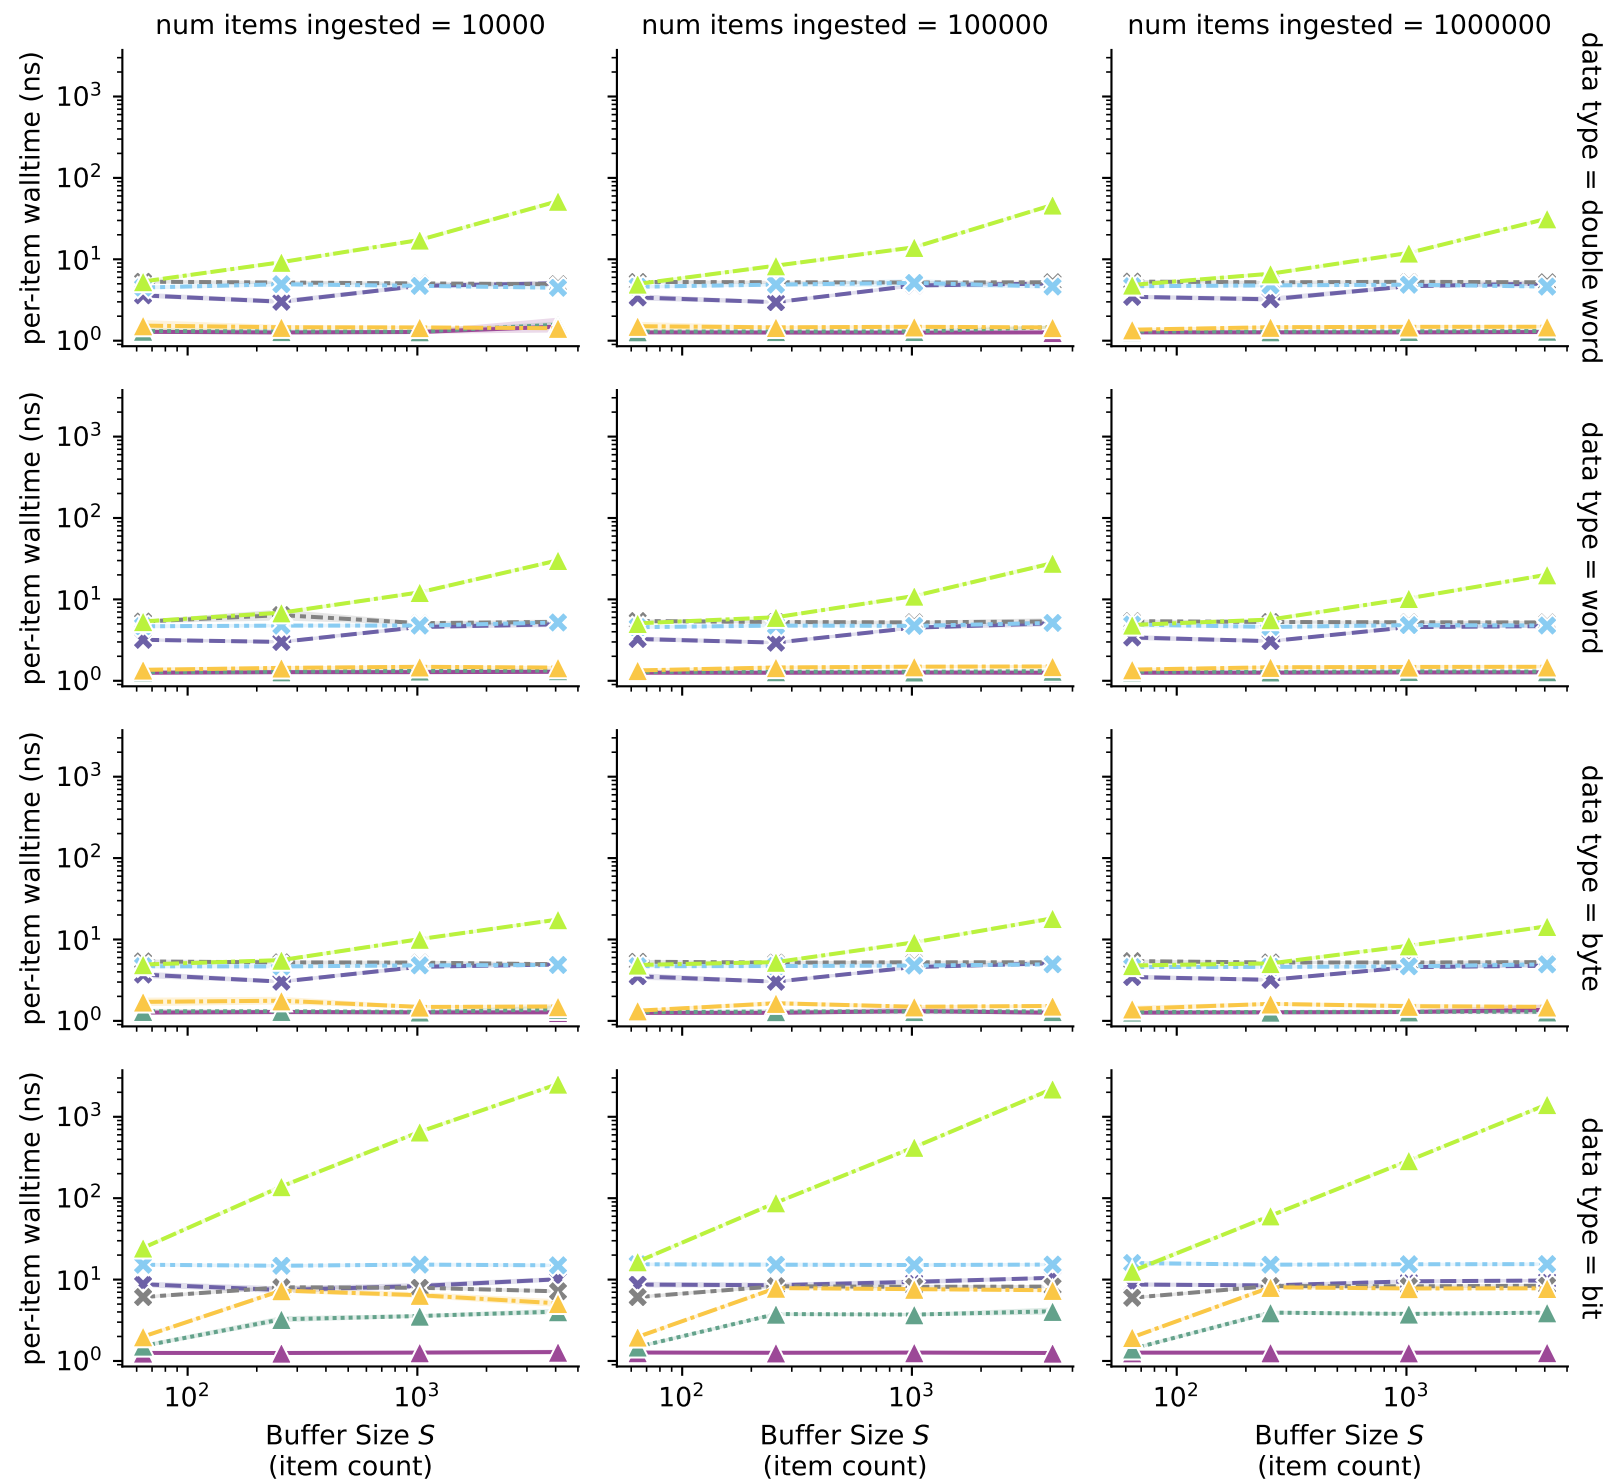 num items ingested = 10000
num items ingested = 100000
num items ingested = 1000000
per-item walltime (ns)
10³
10²
10¹
10⁰
data type = double word
per-item walltime (ns)
10³
10²
10¹
10⁰
data type = word
per-item walltime (ns)
10³
10²
10¹
10⁰
data type = byte
per-item walltime (ns)
10³
10²
10¹
10⁰
data type = bit
10² 10³
10² 10³
10² 10³
Buffer Size S
(item count)
Buffer Size S
(item count)
Buffer Size S
(item count)